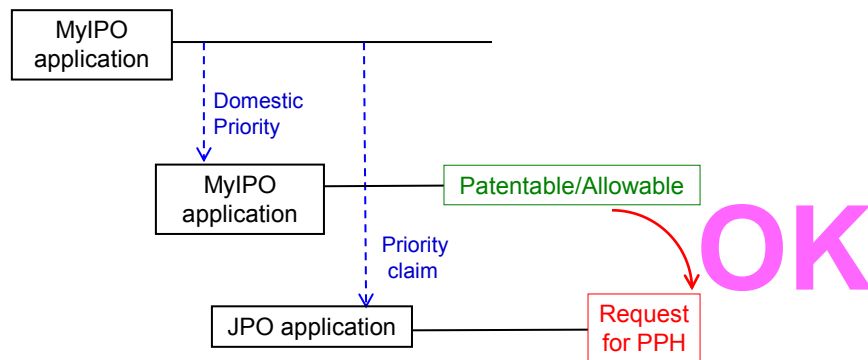 MyIPO
application
Domestic
Priority
MyIPO
application
Patentable/Allowable
OK
Priority
claim
JPO application
Request
for PPH